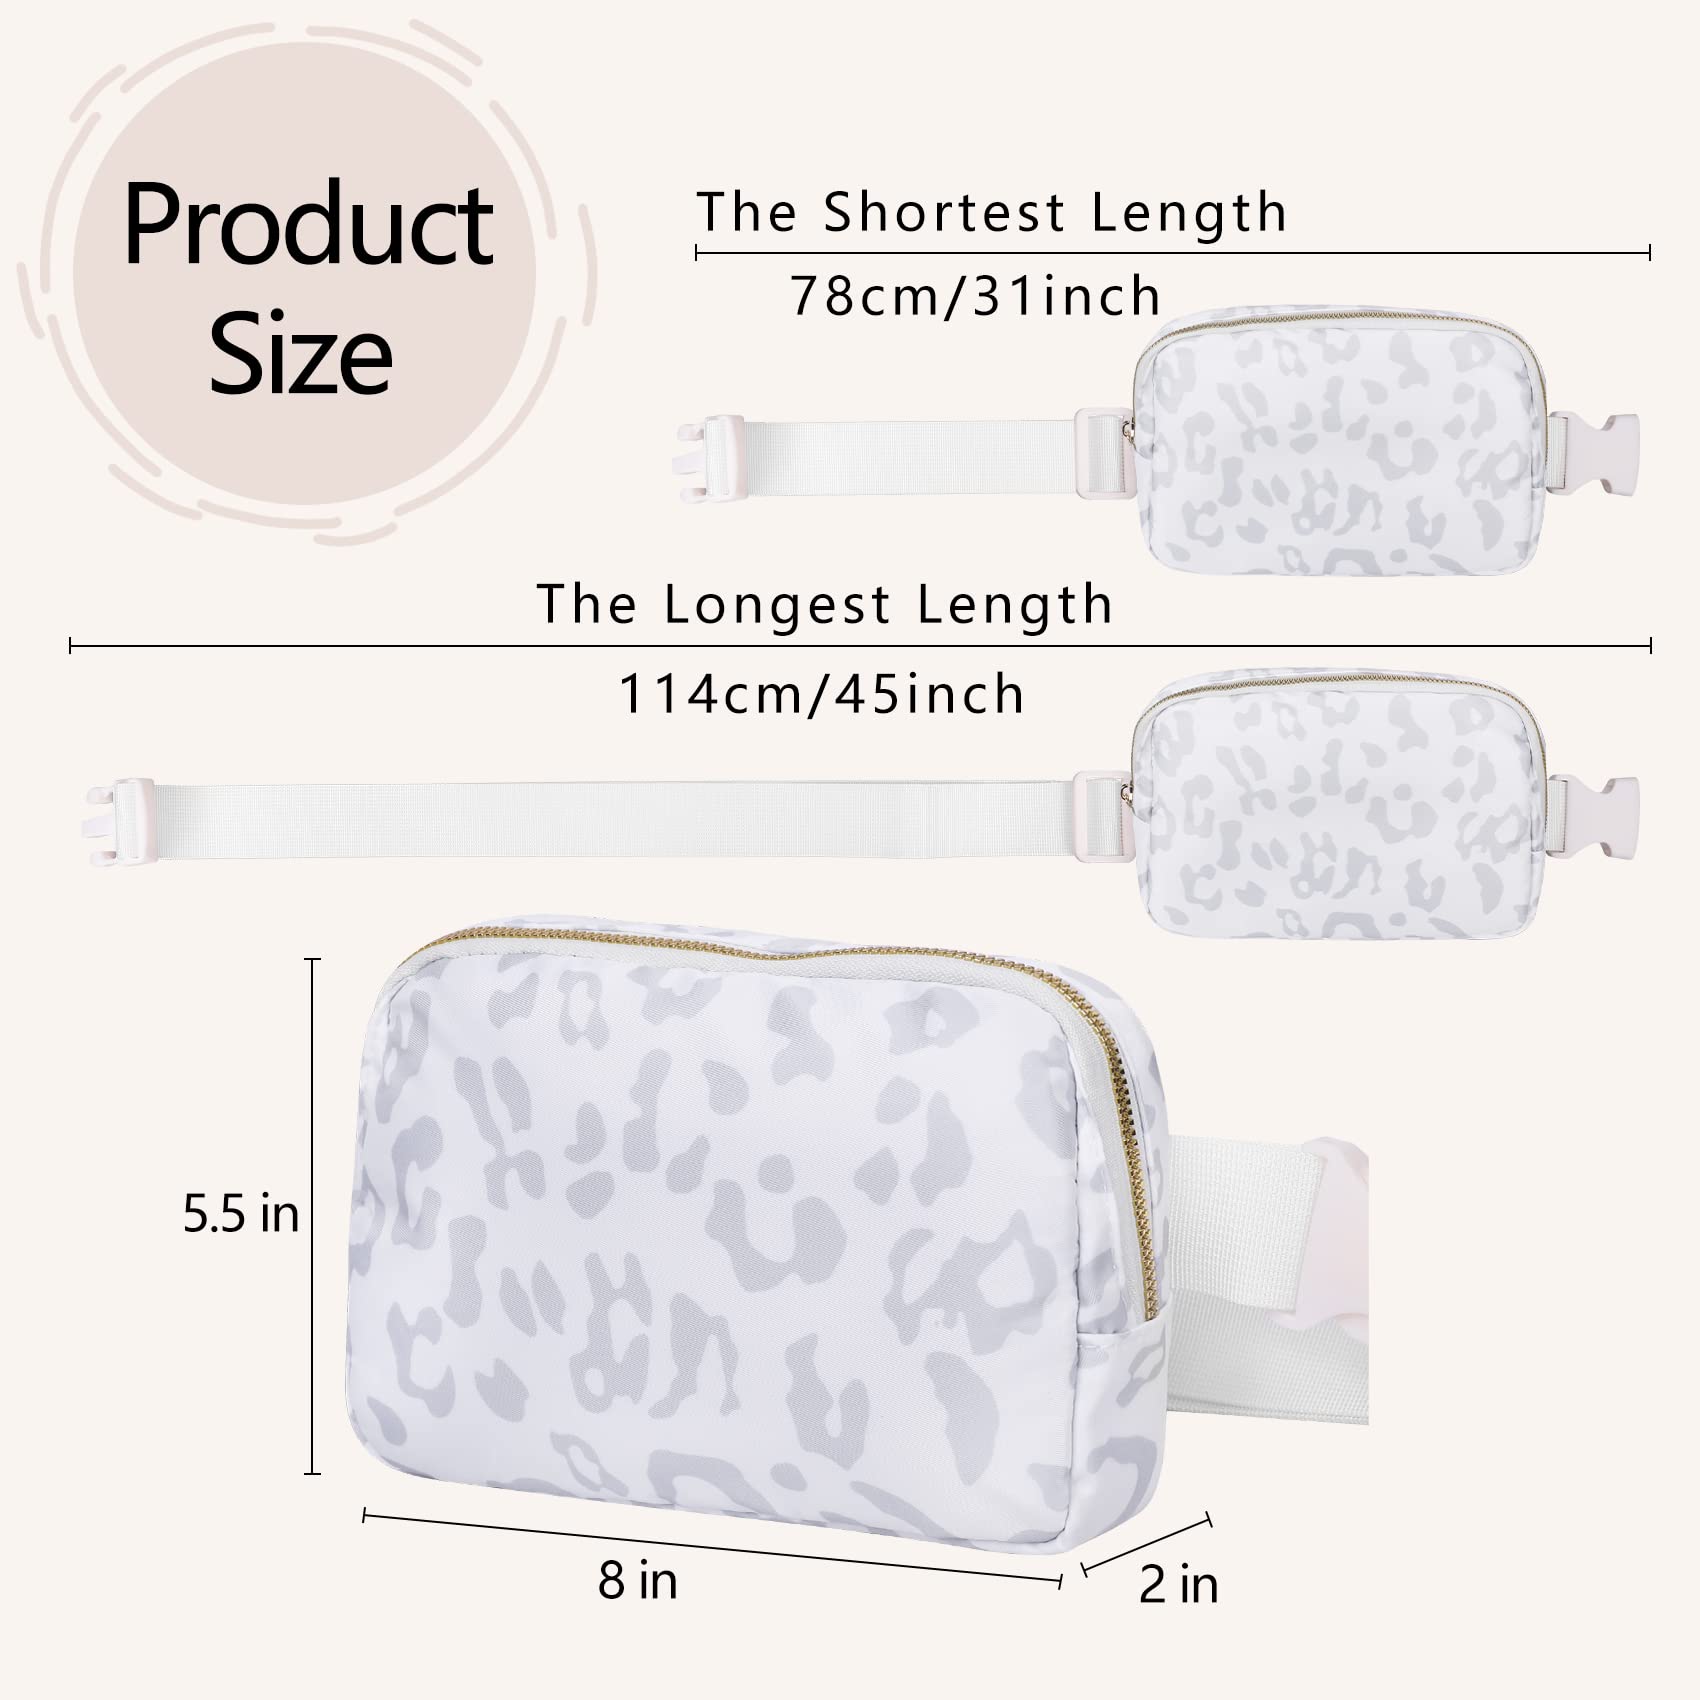 Product
Size
The Shortest Length
78cm/31inch
The Longest Length
114cm/45inch
5.5 in
8 in
2 in